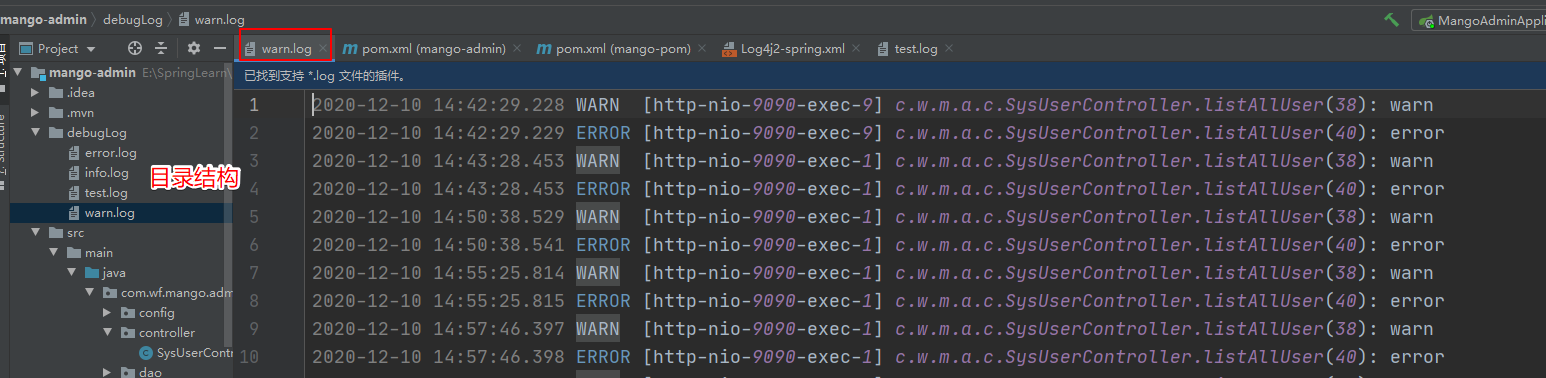 mango-admin debugLog warn.log MangoAdminAppli
Project warn.log pom.xml (mango-admin) pom.xml (mango-pom) Log4j2-spring.xml test.log
mango-admin E:\SpringLearn\
已找到支持 *.log 文件的插件。
.idea
.mvn
debugLog
error.log
info.log
test.log
warn.log
目录结构
src
main
java
com.wf.mango.adm
config
controller
SysUserContr
dao
1 2020-12-10 14:42:29.228 WARN [http-nio-9090-exec-9] c.w.m.a.c.SysUserController.listAllUser(38): warn
2 2020-12-10 14:42:29.229 ERROR [http-nio-9090-exec-9] c.w.m.a.c.SysUserController.listAllUser(40): error
3 2020-12-10 14:43:28.453 WARN [http-nio-9090-exec-1] c.w.m.a.c.SysUserController.listAllUser(38): warn
4 2020-12-10 14:43:28.453 ERROR [http-nio-9090-exec-1] c.w.m.a.c.SysUserController.listAllUser(40): error
5 2020-12-10 14:50:38.529 WARN [http-nio-9090-exec-1] c.w.m.a.c.SysUserController.listAllUser(38): warn
6 2020-12-10 14:50:38.541 ERROR [http-nio-9090-exec-1] c.w.m.a.c.SysUserController.listAllUser(40): error
7 2020-12-10 14:55:25.814 WARN [http-nio-9090-exec-1] c.w.m.a.c.SysUserController.listAllUser(38): warn
8 2020-12-10 14:55:25.815 ERROR [http-nio-9090-exec-1] c.w.m.a.c.SysUserController.listAllUser(40): error
9 2020-12-10 14:57:46.397 WARN [http-nio-9090-exec-1] c.w.m.a.c.SysUserController.listAllUser(38): warn
10 2020-12-10 14:57:46.398 ERROR [http-nio-9090-exec-1] c.w.m.a.c.SysUserController.listAllUser(40): error